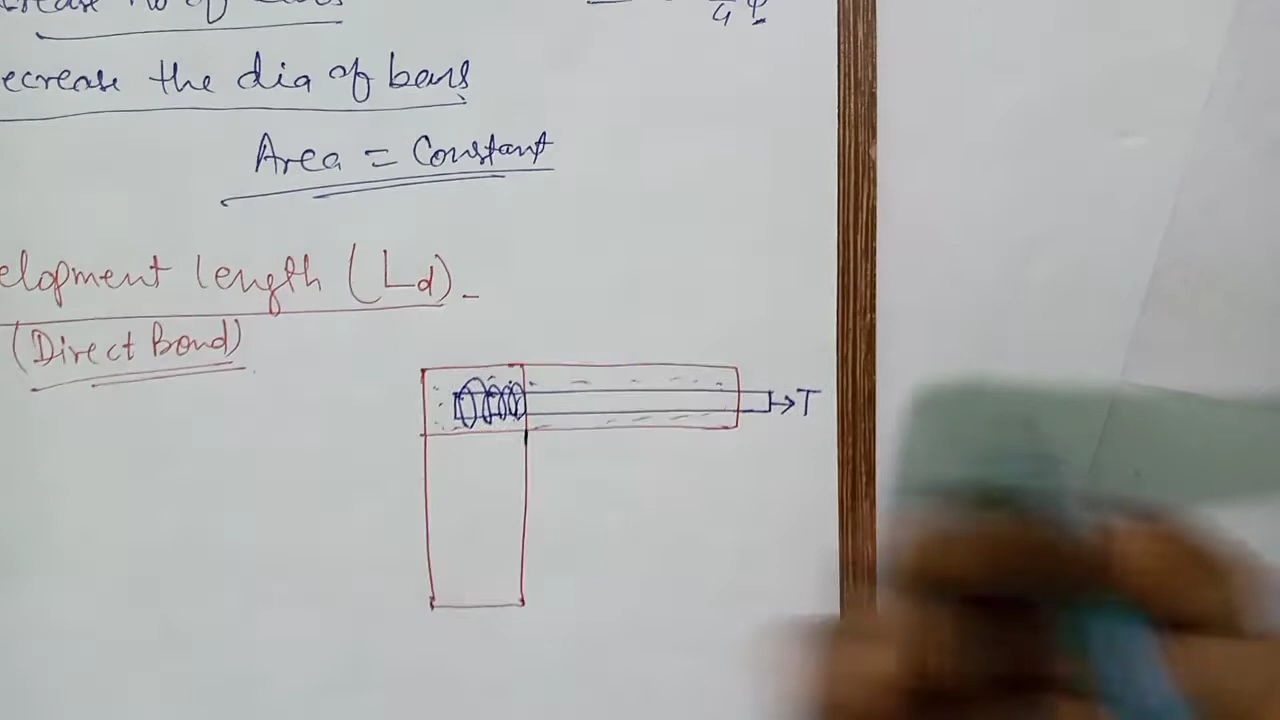 ecrease the dia of bars
Area = Constant
elopment length (Ld)_
(Direct Bond)
→T